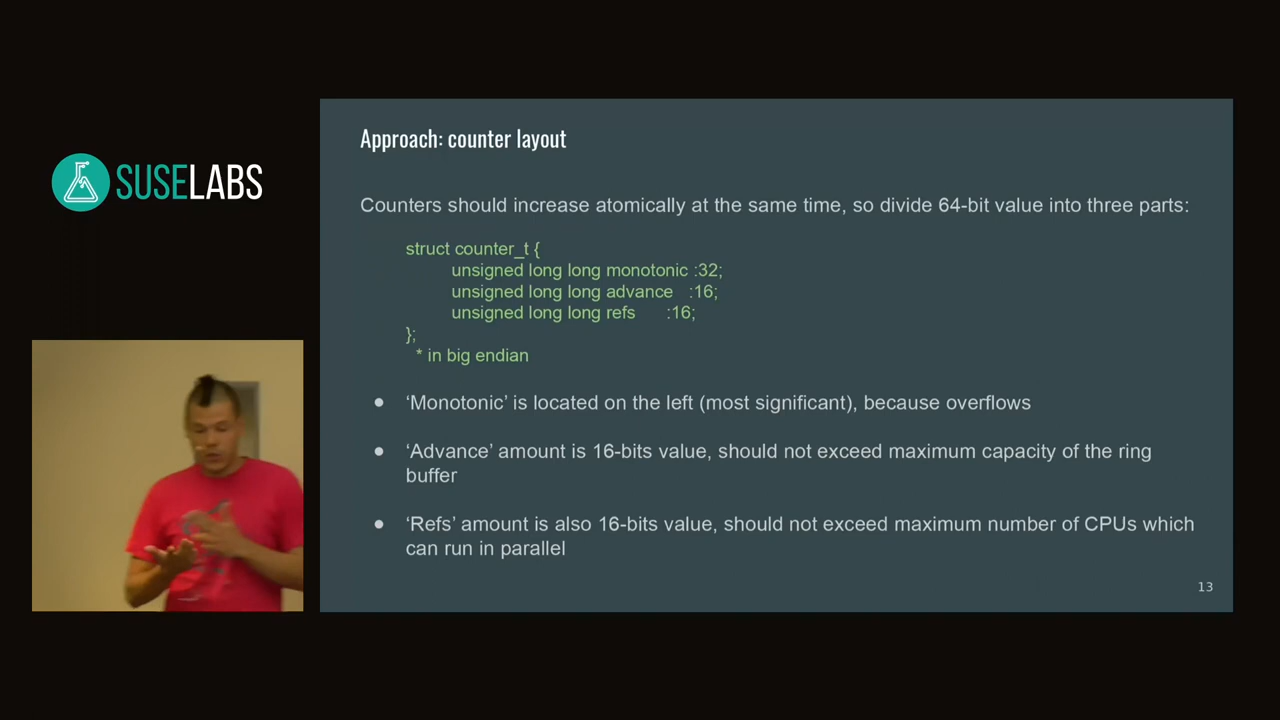 SUSELABS
Approach: counter layout
Counters should increase atomically at the same time, so divide 64-bit value into three parts:
struct counter_t {
unsigned long long monotonic :32;
unsigned long long advance :16;
unsigned long long refs :16;
};
* in big endian
● ‘Monotonic’ is located on the left (most significant), because overflows
● ‘Advance’ amount is 16-bits value, should not exceed maximum capacity of the ring
buffer
● ‘Refs’ amount is also 16-bits value, should not exceed maximum number of CPUs which
can run in parallel
13